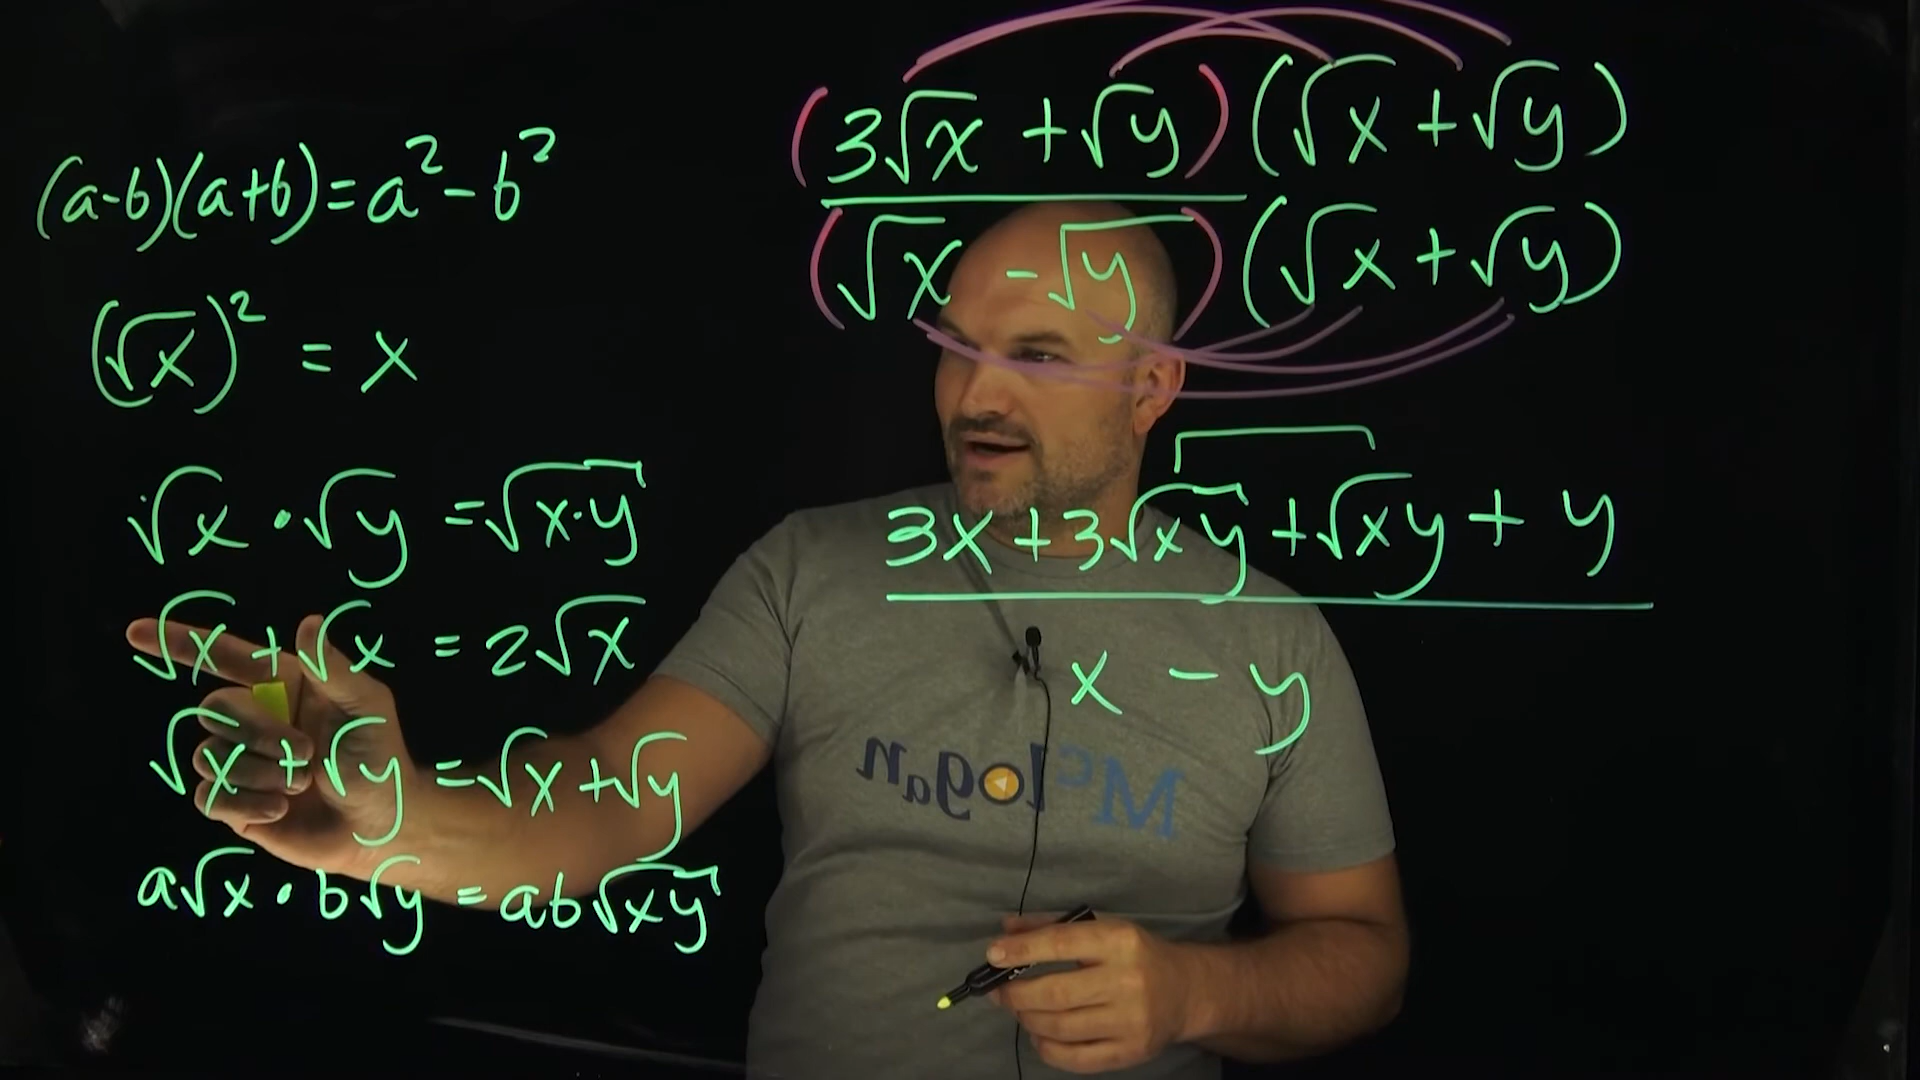 (a-b)(a+b)=a²-b²
(√x)² = x
√x · √y = √x·y
√x + √x = 2√x
√x + √y = √x + √y
a√x · b√y = ab√xy
(3√x + √y)(√x + √y)
(√x - √y)(√x + √y)
3x + 3√xy + √xy + y
x - y
Mclogan